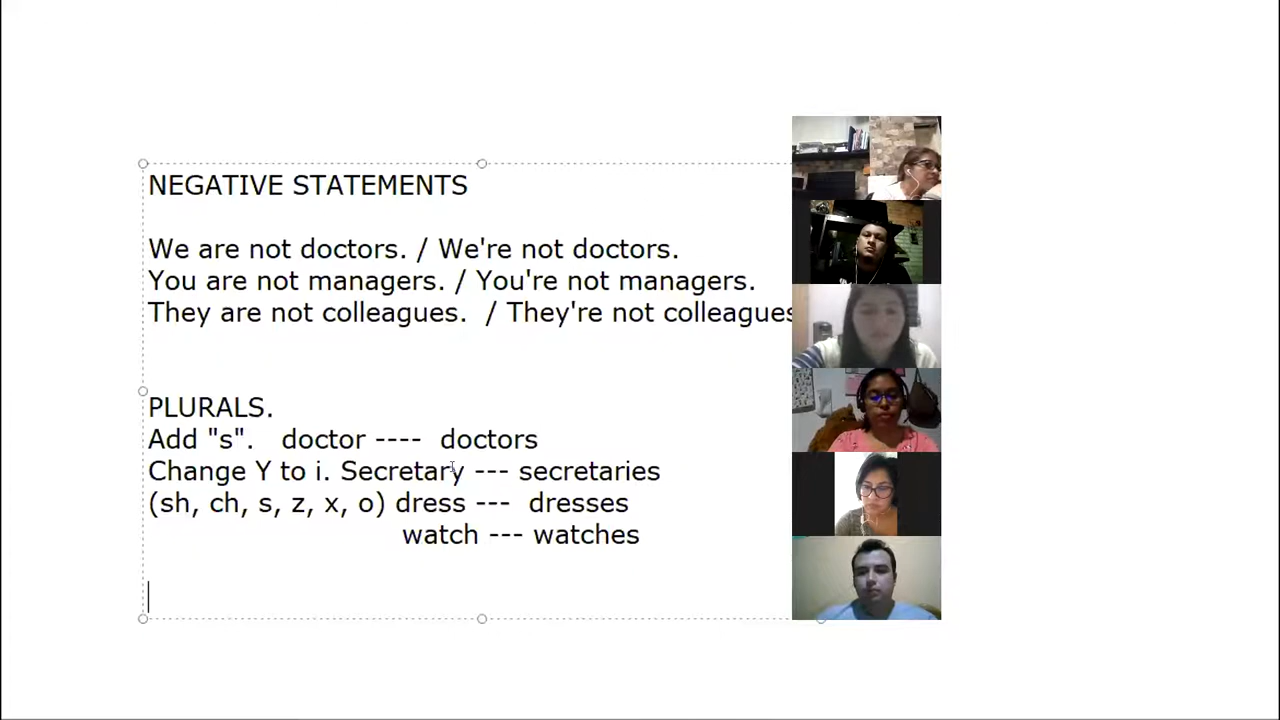 NEGATIVE STATEMENTS
We are not doctors. / We're not doctors.
You are not managers. / You're not managers.
They are not colleagues.  / They're not colleagues
PLURALS.
Add "s".   doctor ----  doctors
Change Y to i. Secretary --- secretaries
(sh, ch, s, z, x, o) dress ---  dresses
watch --- watches